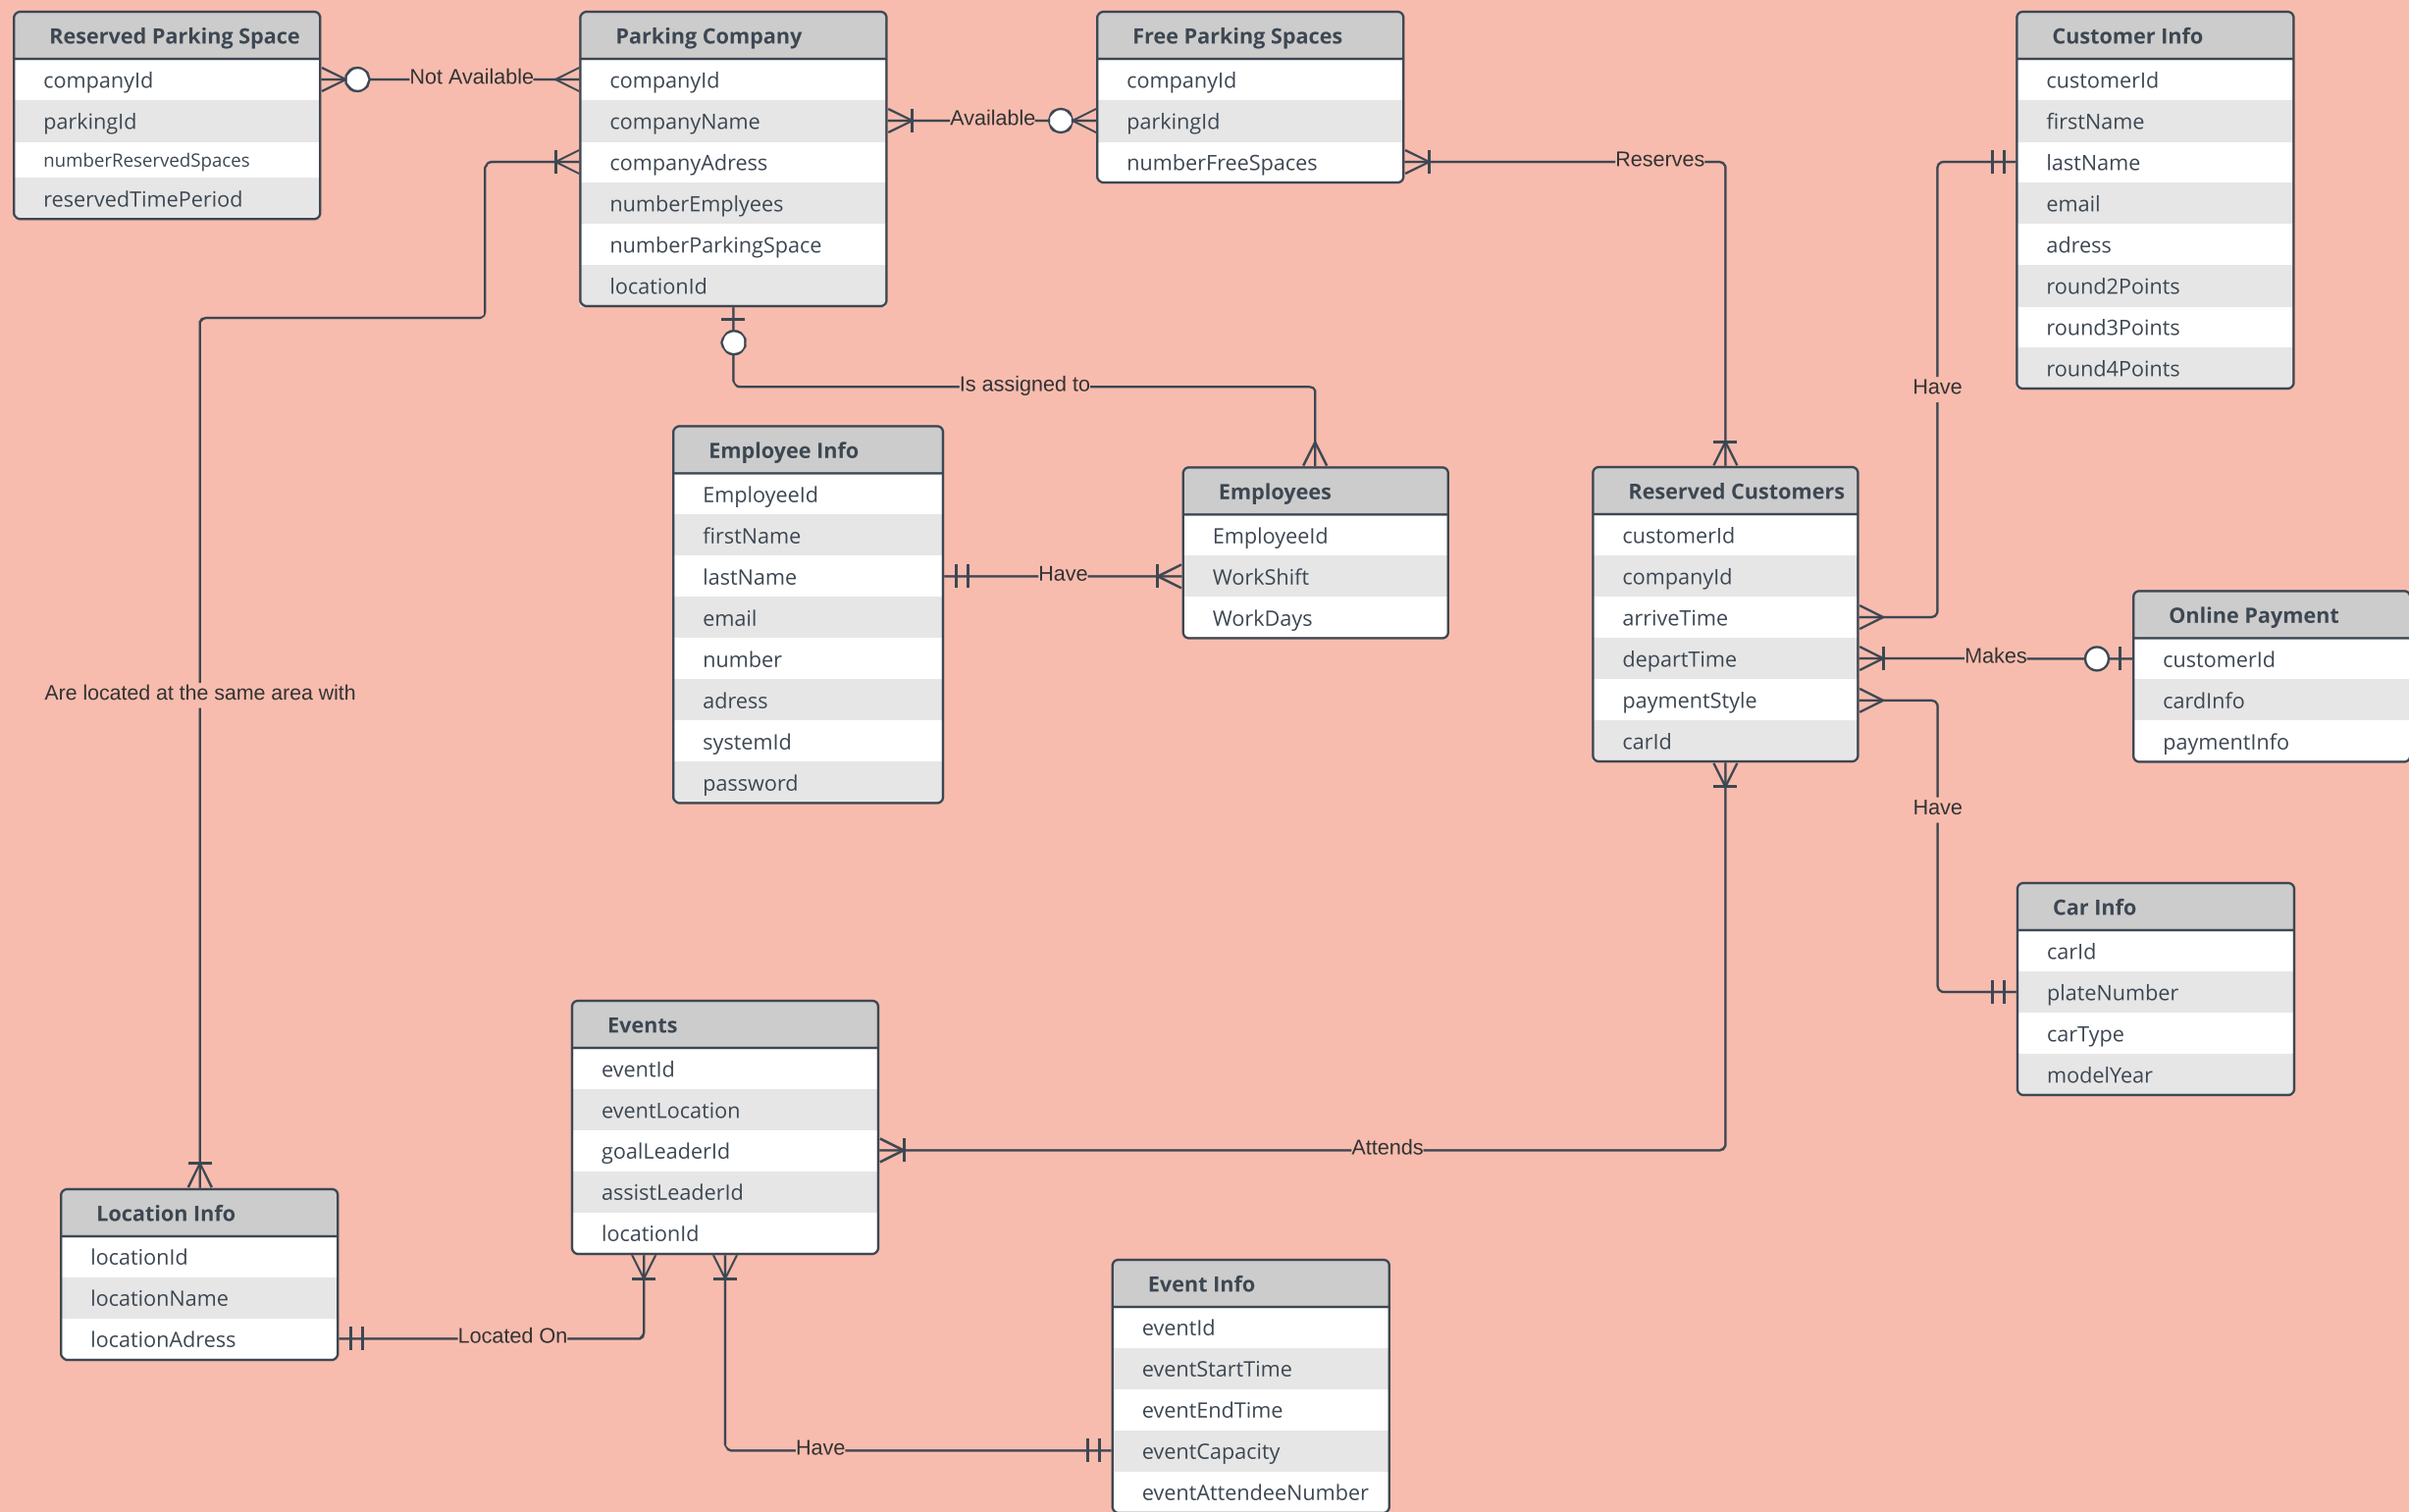 Reserved Parking Space
companyId
parkingId
numberReservedSpaces
reservedTimePeriod
Not Available
Parking Company
companyId
companyName
companyAdress
numberEmplyees
numberParkingSpace
locationId
Available
Free Parking Spaces
companyId
parkingId
numberFreeSpaces
Reserves
Customer Info
customerId
firstName
lastName
email
adress
round2Points
round3Points
round4Points
Have
Is assigned to
Employee Info
EmployeeId
firstName
lastName
email
number
adress
systemId
password
Have
Employees
EmployeeId
WorkShift
WorkDays
Reserved Customers
customerId
companyId
arriveTime
departTime
paymentStyle
carId
Makes
Online Payment
customerId
cardInfo
paymentInfo
Have
Are located at the same area with
Car Info
carId
plateNumber
carType
modelYear
Events
eventId
eventLocation
goalLeaderId
assistLeaderId
locationId
Attends
Location Info
locationId
locationName
locationAdress
Located On
Have
Event Info
eventId
eventStartTime
eventEndTime
eventCapacity
eventAttendeeNumber